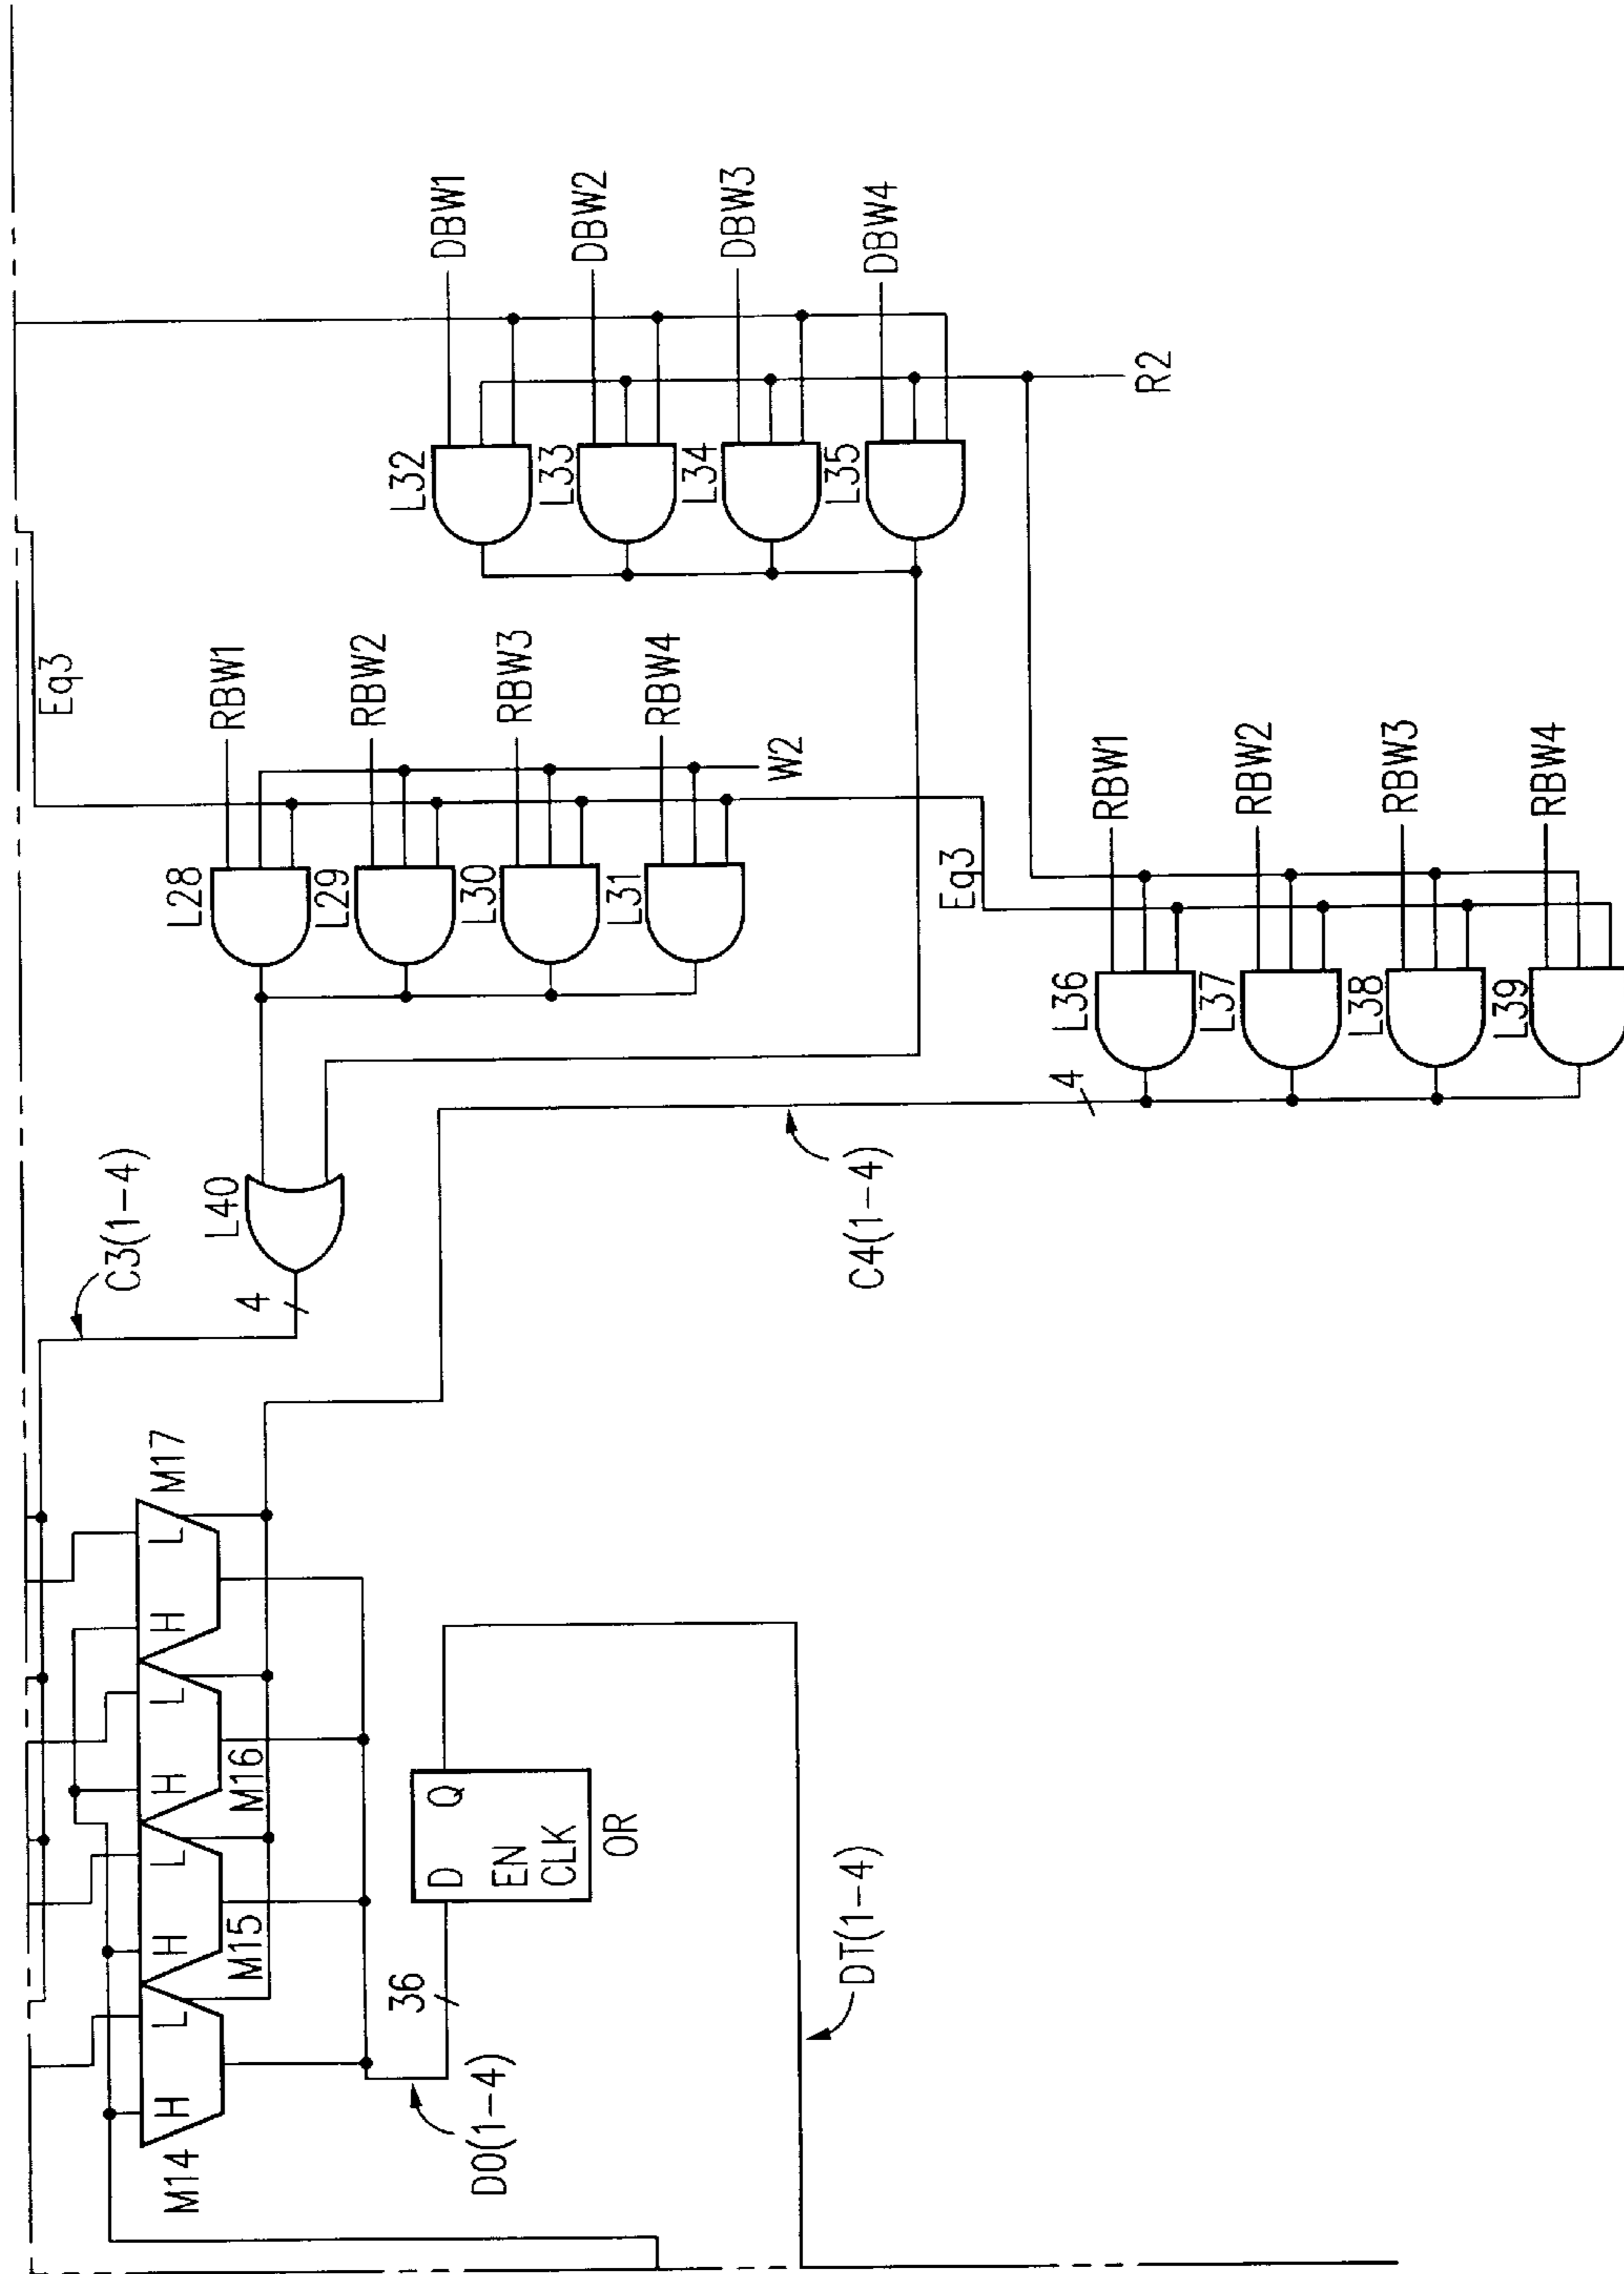 Eq3
C3(1-4)
M17
H L H L H L H L
M14
L28
RBW1
L40
M15
M16
4
L29
RBW2
36
L32
DBW1
D Q
L30
RBW3
D0(1-4)
EN
CLK
L33
DBW2
OR
L31
RBW4
L34
DBW3
W2
DT(1-4)
L35
DBW4
C4(1-4)
Eq3
4
L36
RBW1
R2
L37
RBW2
L38
RBW3
L39
RBW4